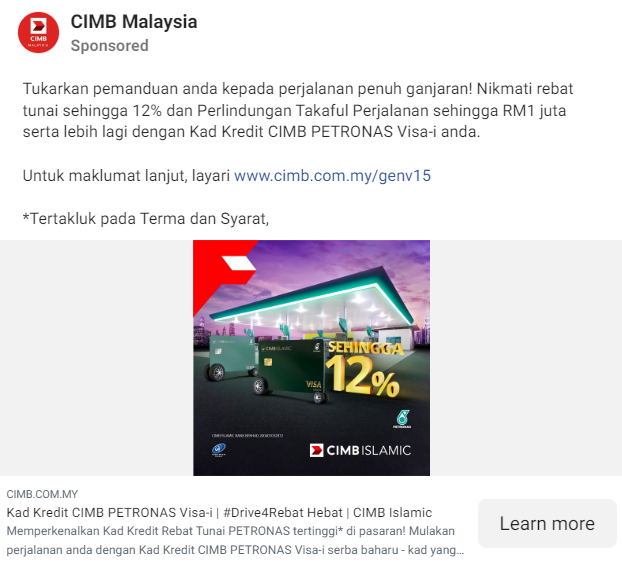 CIMB Malaysia
Sponsored
Tukarkan pemanduan anda kepada perjalanan penuh ganjaran! Nikmati rebat
tunai sehingga 12% dan Perlindungan Takaful Perjalanan sehingga RM1 juta
serta lebih lagi dengan Kad Kredit CIMB PETRONAS Visa-i anda.
Untuk maklumat lanjut, layari www.cimb.com.my/genv15
*Tertakluk pada Terma dan Syarat,
CIMB ISLAMIC
VISA
SEHINGGA
12%
PETRONAS
CIMB ISLAMIC
CIMB.COM.MY
Kad Kredit CIMB PETRONAS Visa-i | #Drive4Rebat Hebat | CIMB Islamic
Memperkenalkan Kad Kredit Rebat Tunai PETRONAS tertinggi* di pasaran! Mulakan
perjalanan anda dengan Kad Kredit CIMB PETRONAS Visa-i serba baharu - kad yang...
Learn more